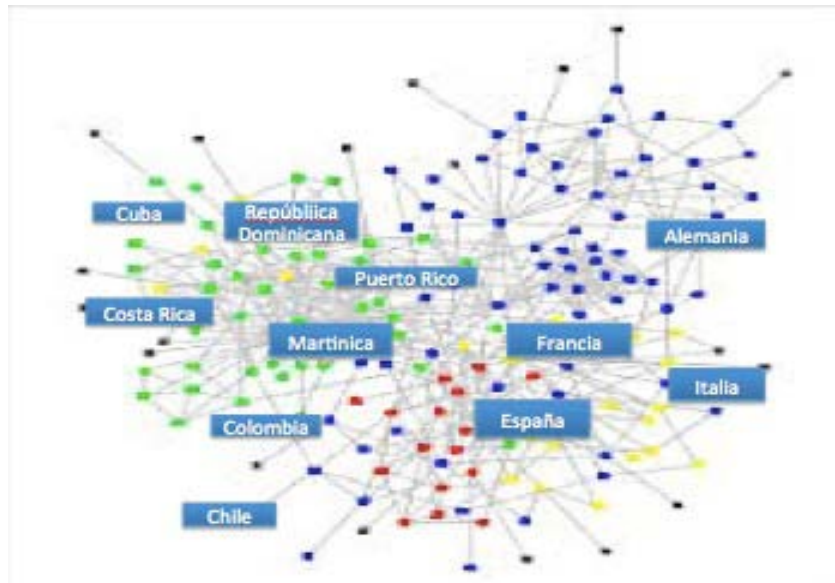 Cuba
Repúbliica
Dominicana
Alemania
Puerto Rico
Costa Rica
Martinica
Francia
Italia
España
Colombia
Chile